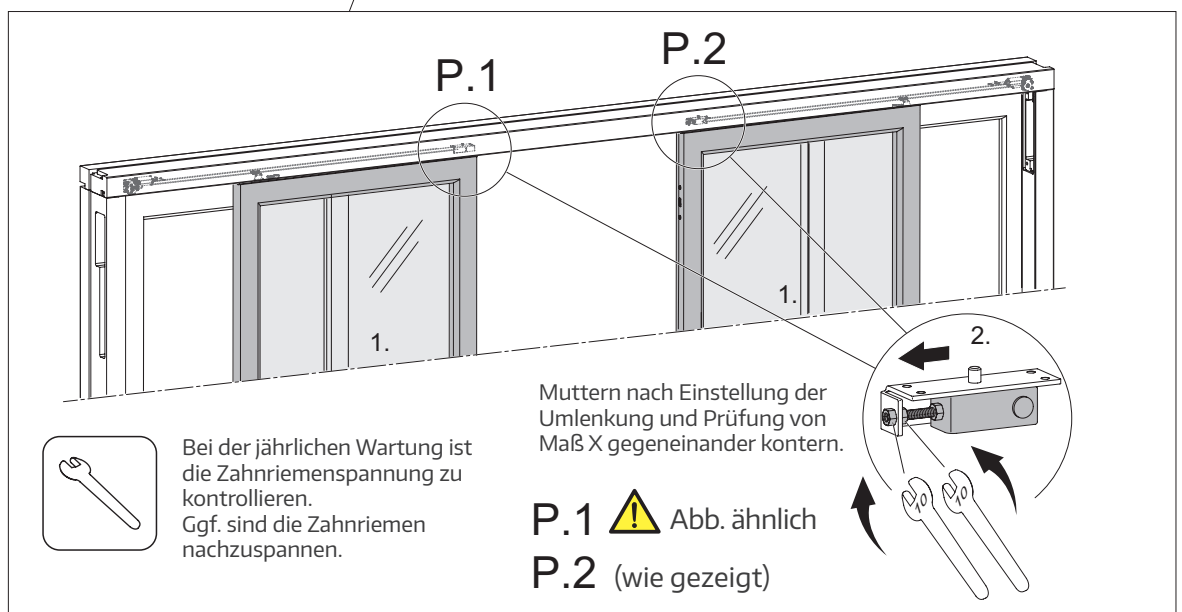 P.1
P.2
1.
1.
2.
Muttern nach Einstellung der
Umlenkung und Prüfung von
Maß X gegeneinander kontern.
Bei der jährlichen Wartung ist
die Zahnriemenspannung zu
kontrollieren.
Ggf. sind die Zahnriemen
nachzuspannen.
10
10
P.1 Abb. ähnlich
P.2 (wie gezeigt)